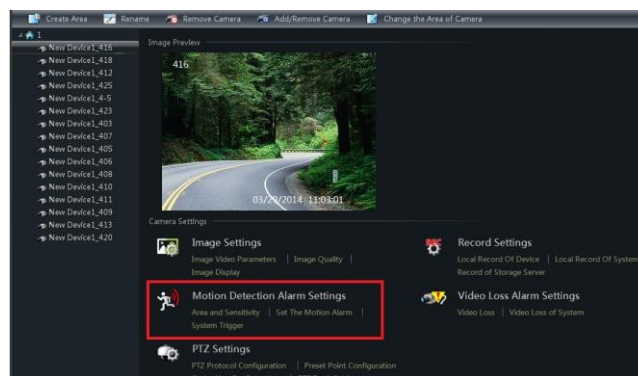 Create Area Rename Remove Camera Add/Remove Camera Change the Area of Camera
1
New Device1_416
New Device1_418
New Device1_412
New Device1_425
New Device1_4-5
New Device1_423
New Device1_403
New Device1_407
New Device1_405
New Device1_406
New Device1_408
New Device1_410
New Device1_411
New Device1_409
New Device1_413
New Device1_420
Image Preview
416
03/29/2014 11:03:01
Camera Settings
Image Settings
Image Video Parameters | Image Quality |
Image Display
Record Settings
Local Record Of Device | Local Record Of System
Record of Storage Server
Motion Detection Alarm Settings
Area and Sensitivity | Set The Motion Alarm |
System Trigger
Video Loss Alarm Settings
Video Loss | Video Loss of System
PTZ Settings
PTZ Protocol Configuration | Preset Point Configuration